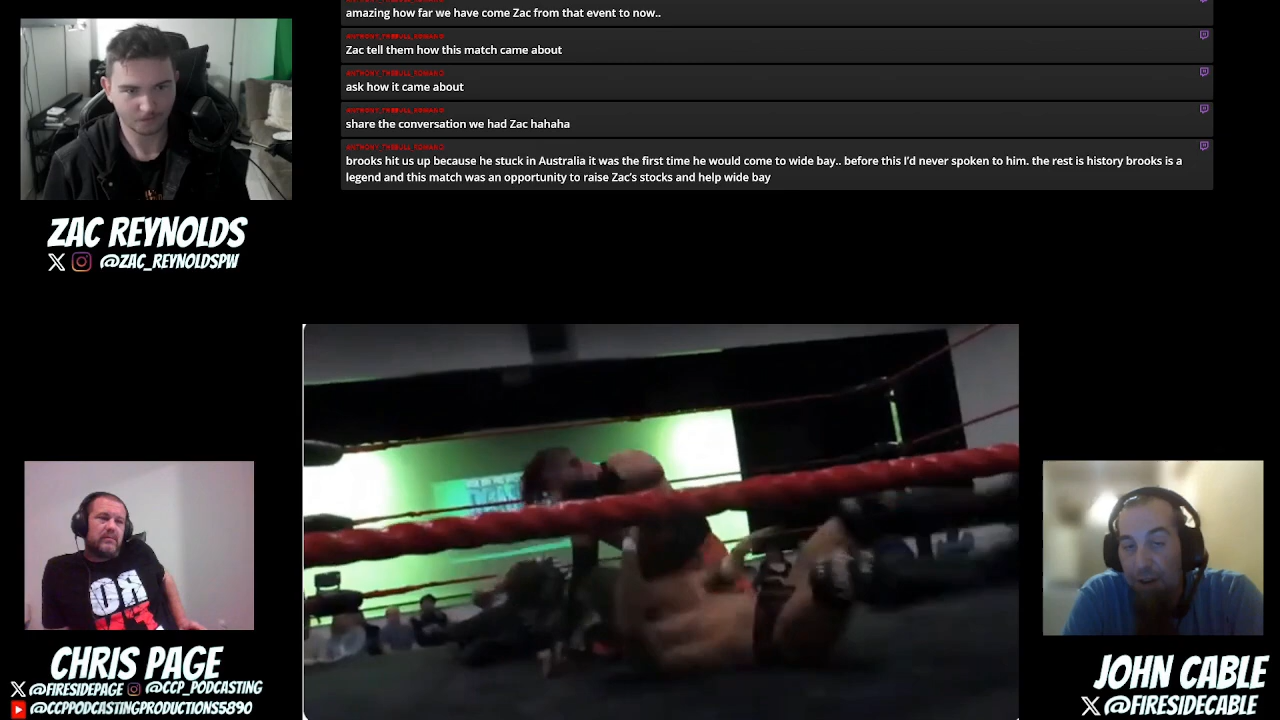 amazing how far we have come Zac from that event to now..
ANTHONY_THEBULL_ROMANO
Zac tell them how this match came about
ANTHONY_THEBULL_ROMANO
ask how it came about
ANTHONY_THEBULL_ROMANO
share the conversation we had Zac hahaha
ANTHONY_THEBULL_ROMANO
brooks hit us up because he stuck in Australia it was the first time he would come to wide bay.. before this I'd never spoken to him. the rest is history brooks is a
legend and this match was an opportunity to raise Zac's stocks and help wide bay
ZAC REYNOLDS
@ZAC_REYNOLDSPW
CHRIS PAGE
@FIRESIDEPAGE @CCP_PODCASTING
@CCPPODCASTINGPRODUCTIONS5890
JOHN CABLE
@FIRESIDECABLE